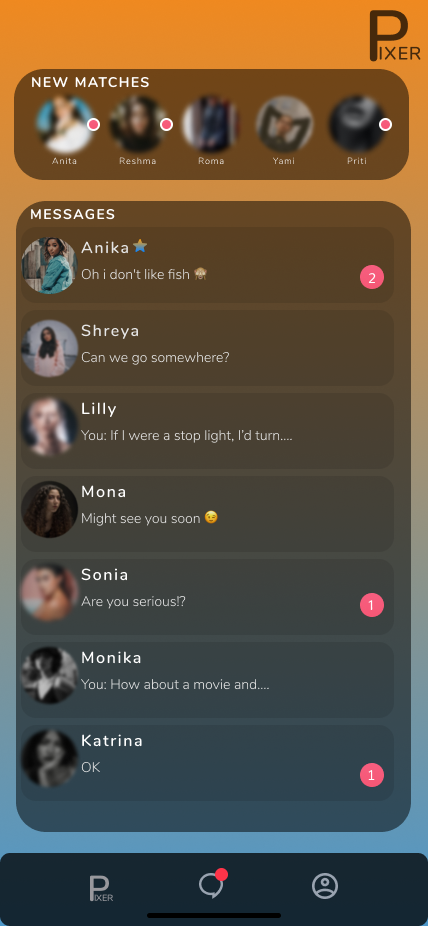 PIXER
NEW MATCHES
Anita Reshma Roma Yami Priti
MESSAGES
Anika
Oh i don't like fish 🙈
2
Shreya
Can we go somewhere?
Lilly
You: If I were a stop light, I'd turn....
Mona
Might see you soon 😉
Sonia
Are you serious!?
1
Monika
You: How about a movie and....
Katrina
OK
1
PIXER